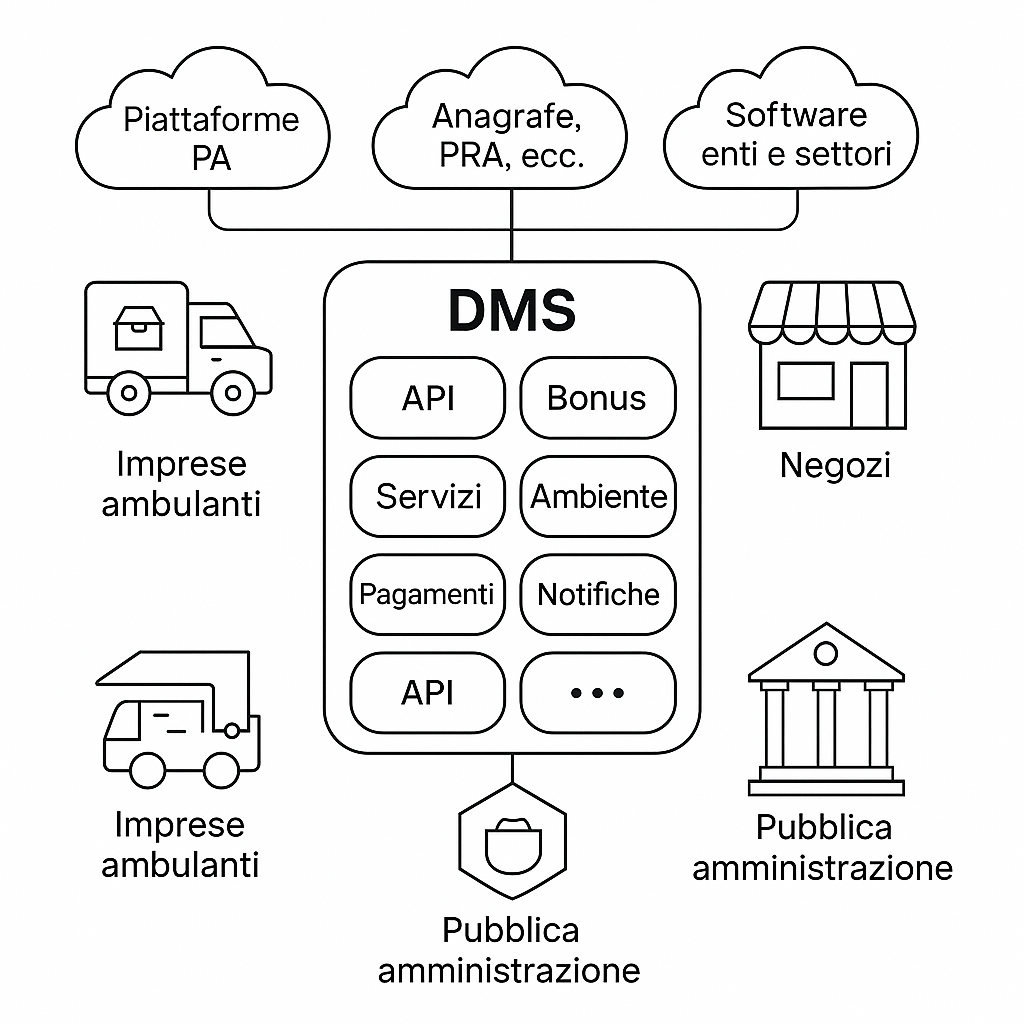 Piattaforme
PA
Anagrafe,
PRA, ecc.
Software
enti e settori
DMS
API
Bonus
Servizi
Ambiente
Pagamenti
Notifiche
API
•••
Imprese
ambulanti
Negozi
Imprese
ambulanti
Pubblica
amministrazione
Pubblica
amministrazione